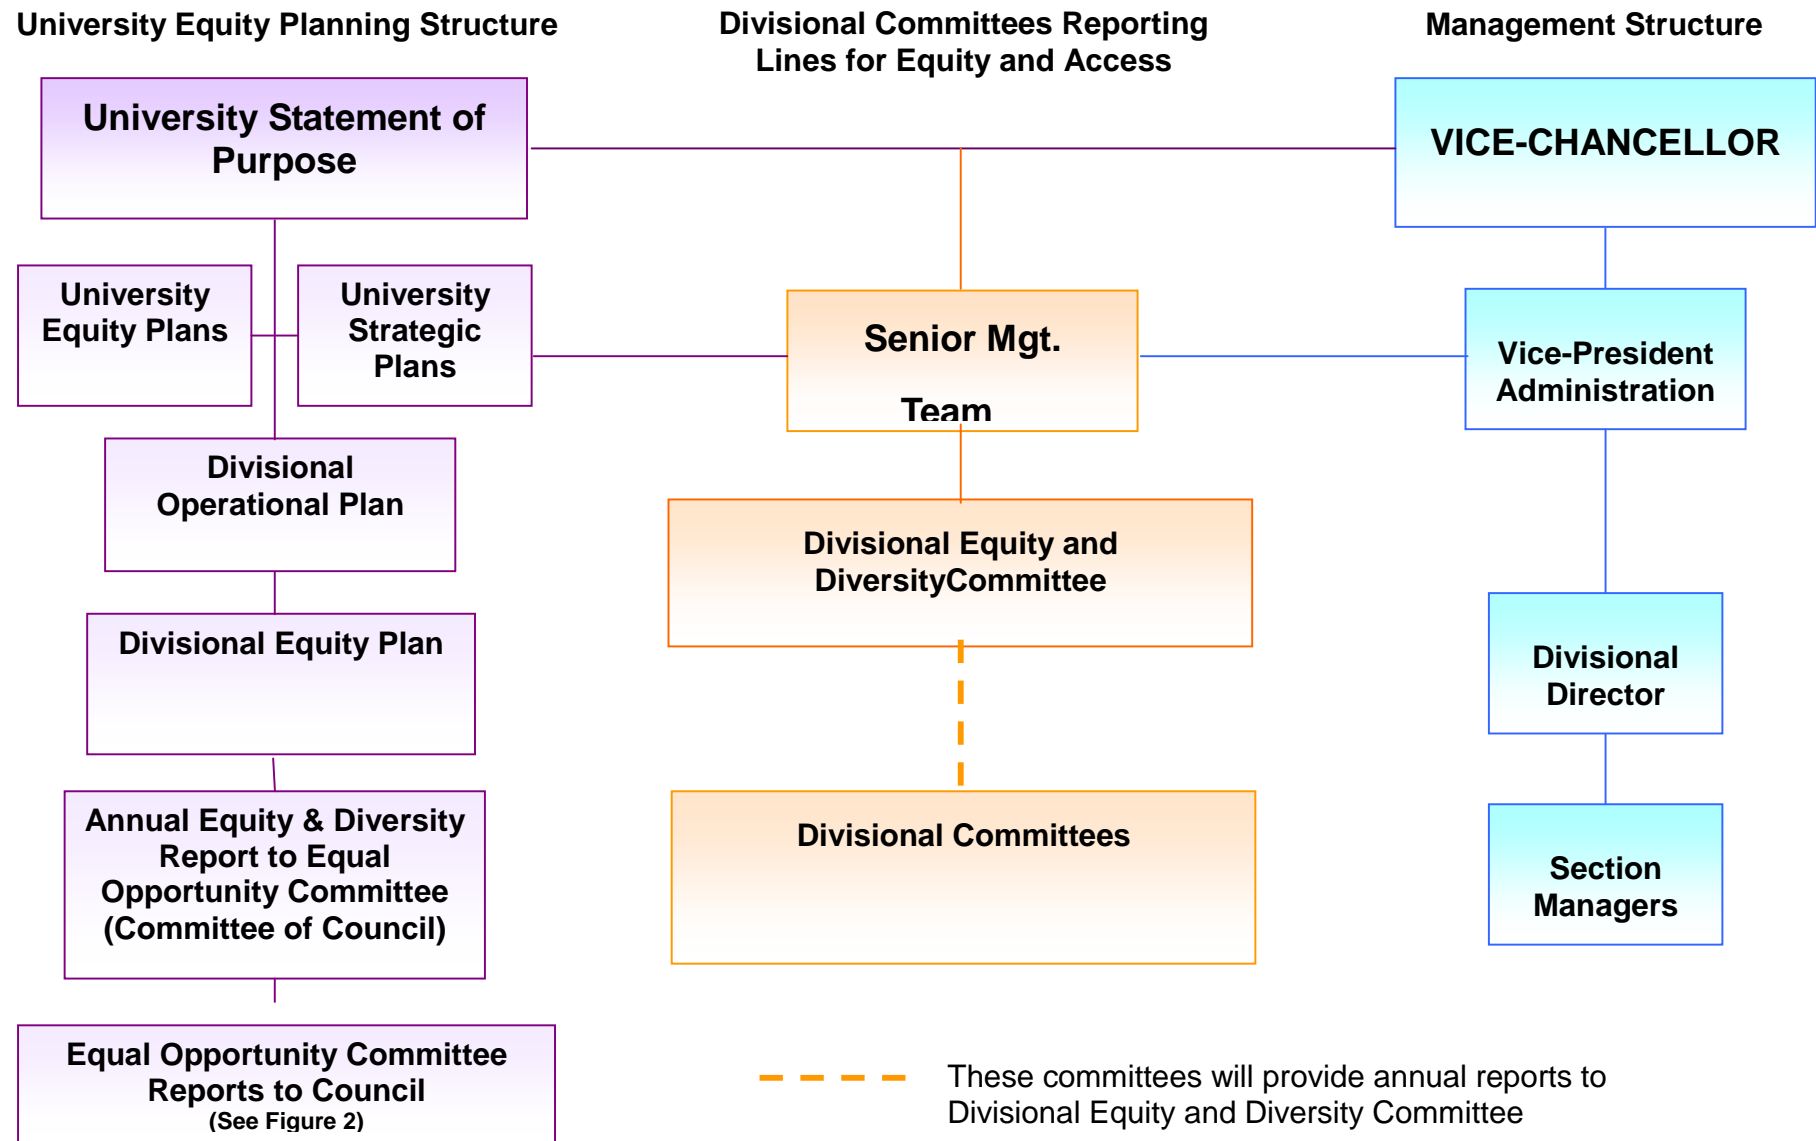 University Equity Planning Structure
Divisional Committees Reporting
Lines for Equity and Access
Management Structure
University Statement of
Purpose
VICE-CHANCELLOR
University
Equity Plans
University
Strategic
Plans
Senior Mgt.
Team
Vice-President
Administration
Divisional
Operational Plan
Divisional Equity and
DiversityCommittee
Divisional Equity Plan
Divisional
Director
Annual Equity & Diversity
Report to Equal
Opportunity Committee
(Committee of Council)
Divisional Committees
Section
Managers
Equal Opportunity Committee
Reports to Council
(See Figure 2)
These committees will provide annual reports to
Divisional Equity and Diversity Committee